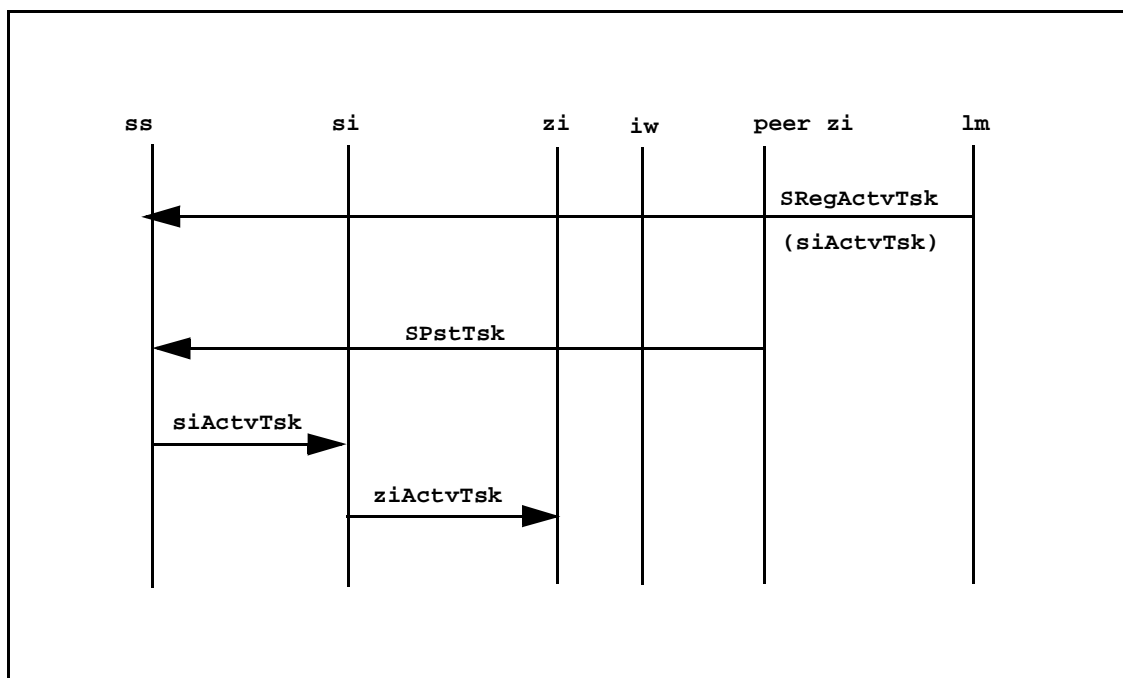 ss si zi iw peer zi lm
SRegActvTsk
(siActvTsk)
SPstTsk
siActvTsk
ziActvTsk